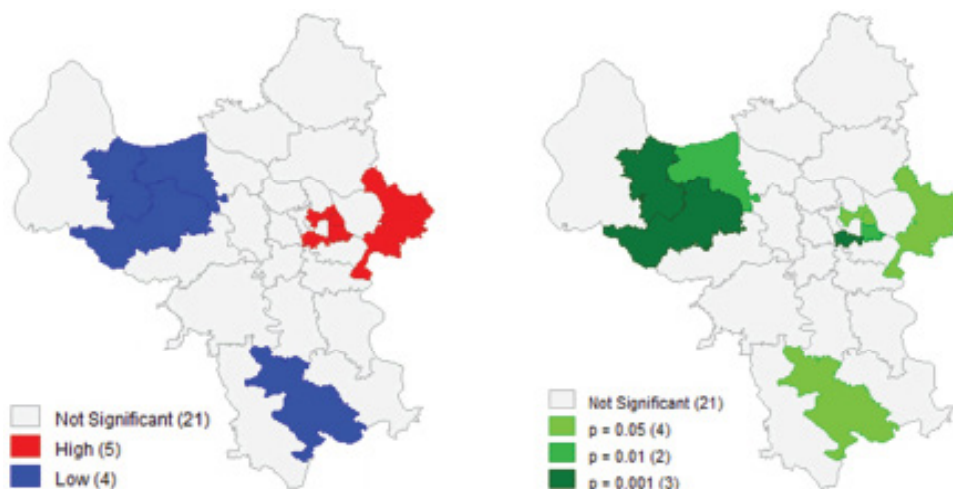 Not Significant (21)
High (5)
Low (4)
Not Significant (21)
p = 0.05 (4)
p = 0.01 (2)
p = 0.001 (3)